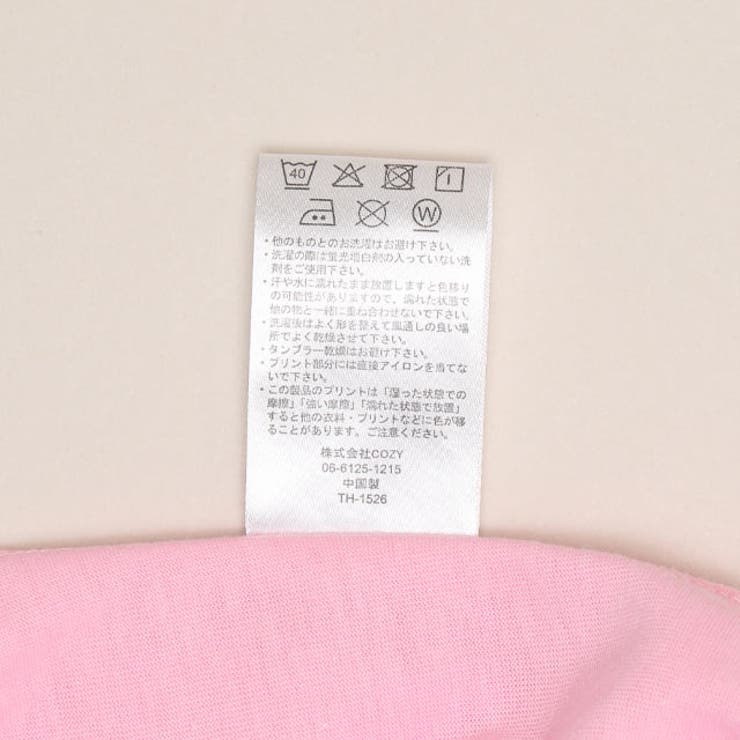 40
W
・他のものとのお洗濯はお避け下さい。
・洗濯の際は蛍光増白剤の入っていない洗
剤をご使用下さい。
・汗や水に濡れたまま放置しますと色移り
の可能性がありますので、濡れた状態で
他の物と一緒に重ね合わせないで下さい。
・洗濯後はよく形を整えて風通しの良い場
所でよく乾燥させて下さい。
・タンブラー乾燥はお避け下さい。
・プリント部分には直接アイロンを当てな
いで下さい。
・この製品のプリントは「湿った状態での
摩擦」「強い摩擦」「濡れた状態で放置」
すると他の衣料・プリントなどに色が移
ることがあります。ご注意ください。
株式会社COZY
06-6125-1215
中国製
TH-1526